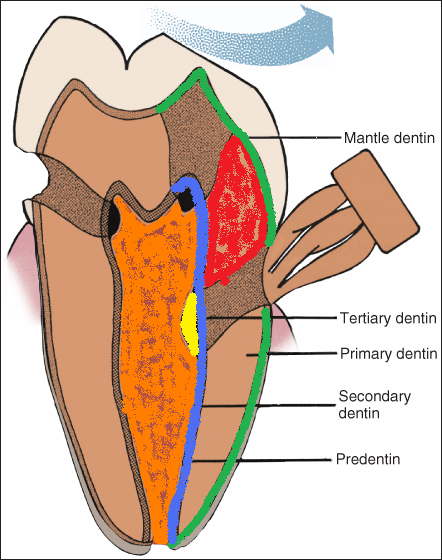 Mantle dentin
Tertiary dentin
Primary dentin
Secondary
dentin
Predentin